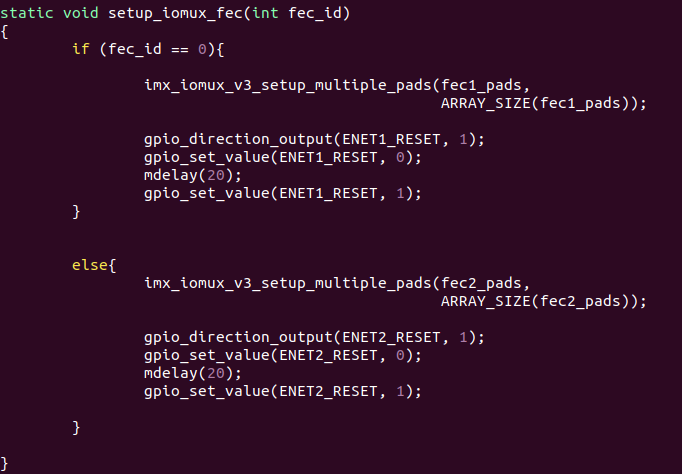 static void setup_iomux_fec(int fec_id)
{
        if (fec_id == 0){

                imx_iomux_v3_setup_multiple_pads(fec1_pads,
                                                 ARRAY_SIZE(fec1_pads));

                gpio_direction_output(ENET1_RESET, 1);
                gpio_set_value(ENET1_RESET, 0);
                mdelay(20);
                gpio_set_value(ENET1_RESET, 1);
        }


        else{
                imx_iomux_v3_setup_multiple_pads(fec2_pads,
                                                 ARRAY_SIZE(fec2_pads));

                gpio_direction_output(ENET2_RESET, 1);
                gpio_set_value(ENET2_RESET, 0);
                mdelay(20);
                gpio_set_value(ENET2_RESET, 1);

        }

}